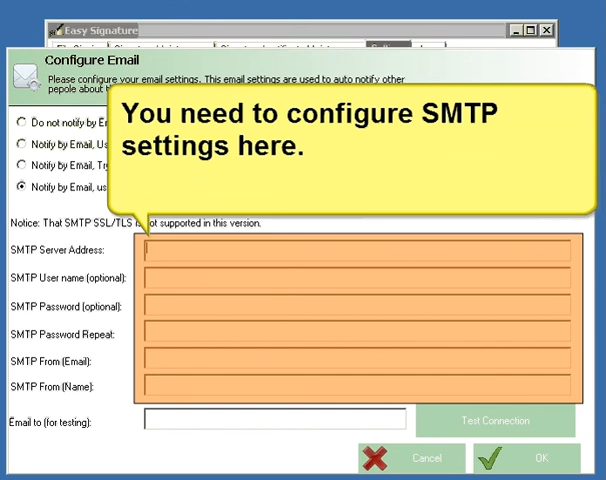 Easy Signature
Configure Email
Please configure your email settings. This email settings are used to auto notify other
pepole about
You need to configure SMTP
settings here.
Do not notify by
Notify by Email,
Notify by Email,
Notify by Email,
Notice: That SMTP SSL/TLS is not supported in this version.
SMTP Server Address:
SMTP User name (optional):
SMTP Password (optional):
SMTP Password Repeat:
SMTP From (Email):
SMTP From (Name):
Email to (for testing):
Test Connection
Cancel
OK